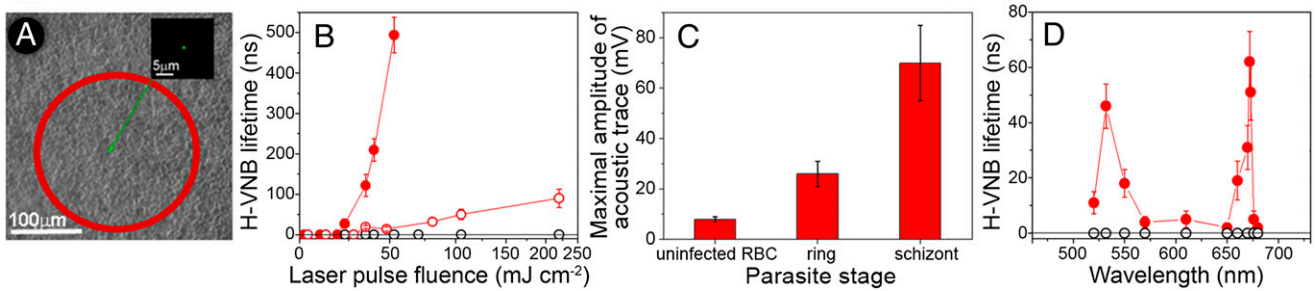 A
5μm
100μm
B
H-VNB lifetime (ns)
500
400
300
200
100
0
0
50
100
150
200
250
Laser pulse fluence (mJ cm-2)
C
Maximal amplitude of
acoustic trace (mV)
80
60
40
20
0
uninfected RBC
ring
schizont
Parasite stage
D
H-VNB lifetime (ns)
80
60
40
20
0
500
550
600
650
700
Wavelength (nm)